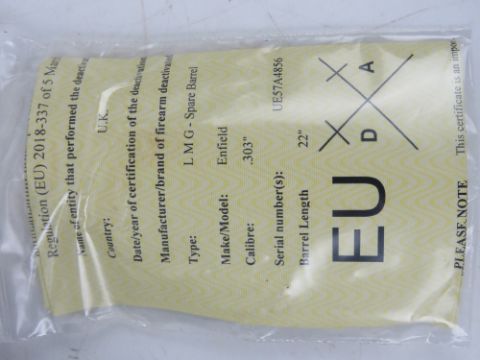 Regulation (EU) 2018-337 of 5 Mar
Name of entity that performed the deactiva
Country: U.K.
Date/year of certification of the deactivation
Manufacturer/brand of firearm deactivated
Type: L M G - Spare Barrel
Make/Model: Enfield
Calibre: .303"
Serial number(s): UE57A4856
Barrel Length 22"
EU
D A
PLEASE NOTE This certificate is an impor